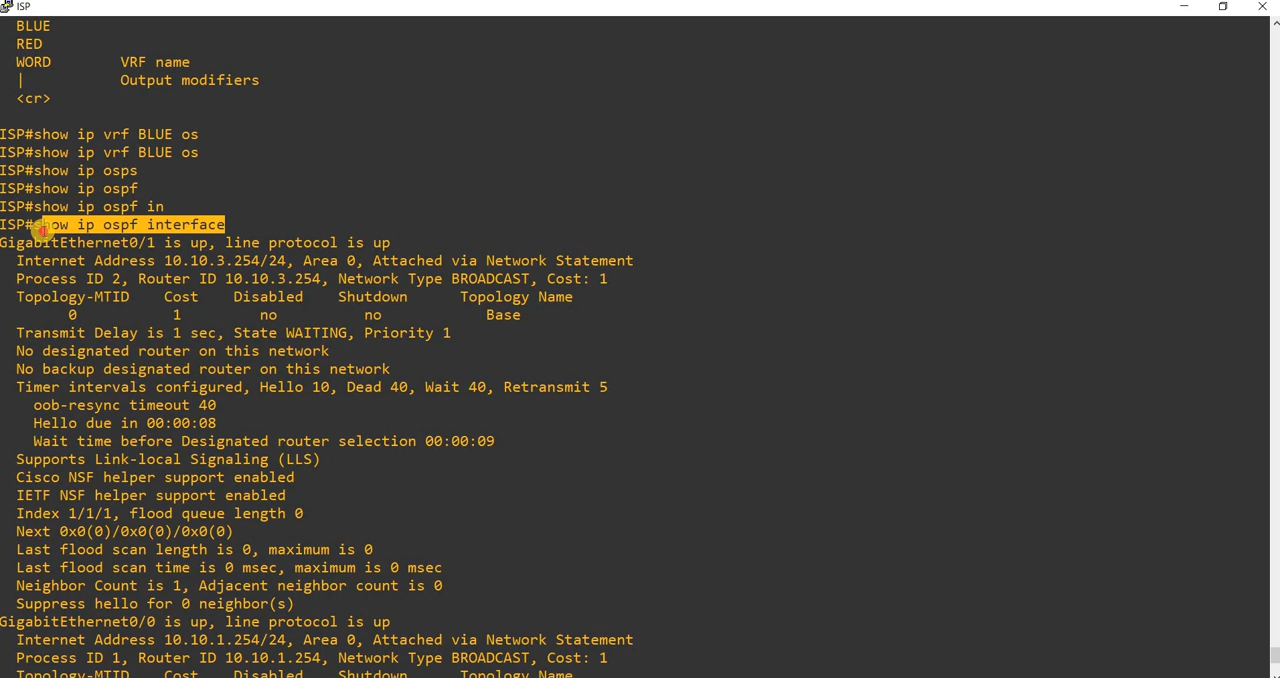 ISP
BLUE
RED
WORD VRF name
| Output modifiers
<cr>
ISP#show ip vrf BLUE os
ISP#show ip vrf BLUE os
ISP#show ip osps
ISP#show ip ospf
ISP#show ip ospf in
ISP#show ip ospf interface
GigabitEthernet0/1 is up, line protocol is up
Internet Address 10.10.3.254/24, Area 0, Attached via Network Statement
Process ID 2, Router ID 10.10.3.254, Network Type BROADCAST, Cost: 1
Topology-MTID Cost Disabled Shutdown Topology Name
0 1 no no Base
Transmit Delay is 1 sec, State WAITING, Priority 1
No designated router on this network
No backup designated router on this network
Timer intervals configured, Hello 10, Dead 40, Wait 40, Retransmit 5
oob-resync timeout 40
Hello due in 00:00:08
Wait time before Designated router selection 00:00:09
Supports Link-local Signaling (LLS)
Cisco NSF helper support enabled
IETF NSF helper support enabled
Index 1/1/1, flood queue length 0
Next 0x0(0)/0x0(0)/0x0(0)
Last flood scan length is 0, maximum is 0
Last flood scan time is 0 msec, maximum is 0 msec
Neighbor Count is 1, Adjacent neighbor count is 0
Suppress hello for 0 neighbor(s)
GigabitEthernet0/0 is up, line protocol is up
Internet Address 10.10.1.254/24, Area 0, Attached via Network Statement
Process ID 1, Router ID 10.10.1.254, Network Type BROADCAST, Cost: 1
Topology-MTID Cost Disabled Shutdown Topology Name